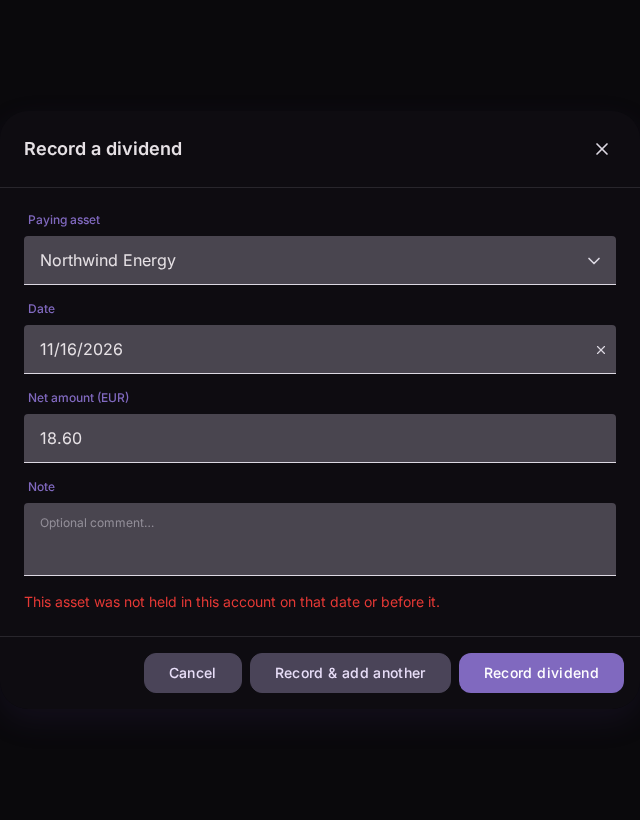 Record a dividend
Paying asset
Northwind Energy
Date
11/16/2026
Net amount (EUR)
18.60
Note
Optional comment...
This asset was not held in this account on that date or before it.
Cancel
Record & add another
Record dividend